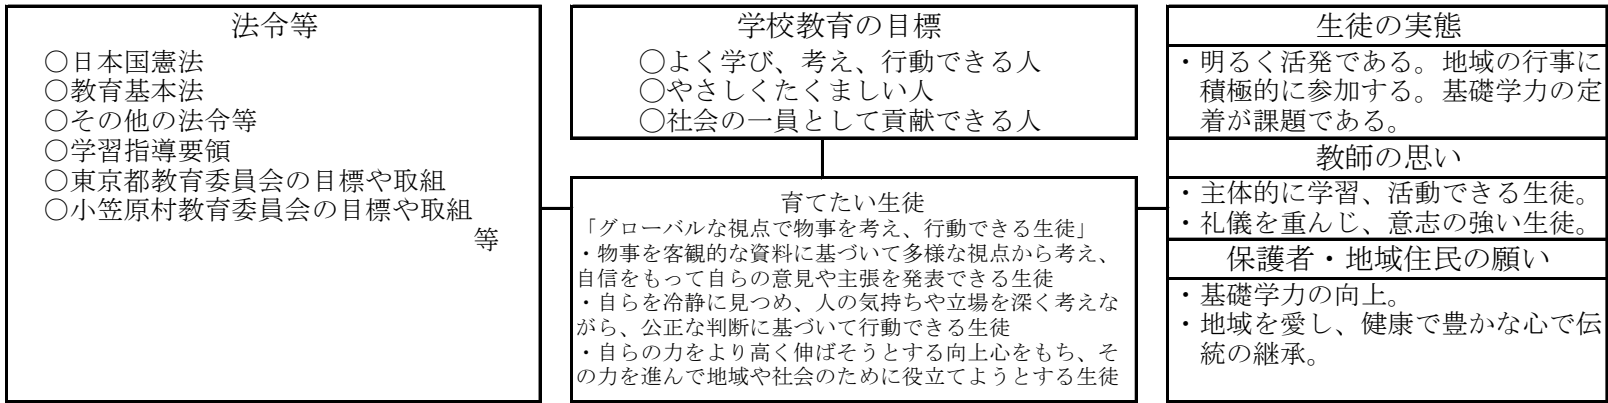 法令等
○日本国憲法
○教育基本法
○その他の法令等
○学習指導要領
○東京都教育委員会の目標や取組
○小笠原村教育委員会の目標や取組
等
学校教育の目標
○よく学び、考え、行動できる人
○やさしくたくましい人
○社会の一員として貢献できる人
育てたい生徒
「グローバルな視点で物事を考え、行動できる生徒」
・物事を客観的な資料に基づいて多様な視点から考え、
自信をもって自らの意見や主張を発表できる生徒
・自らを冷静に見つめ、人の気持ちや立場を深く考えな
がら、公正な判断に基づいて行動できる生徒
・自らの力をより高く伸ばそうとする向上心をもち、そ
の力を進んで地域や社会のために役立てようとする生徒
生徒の実態
・明るく活発である。地域の行事に
積極的に参加する。基礎学力の定
着が課題である。
教師の思い
・主体的に学習、活動できる生徒。
・礼儀を重んじ、意志の強い生徒。
保護者・地域住民の願い
・基礎学力の向上。
・地域を愛し、健康で豊かな心で伝
統の継承。